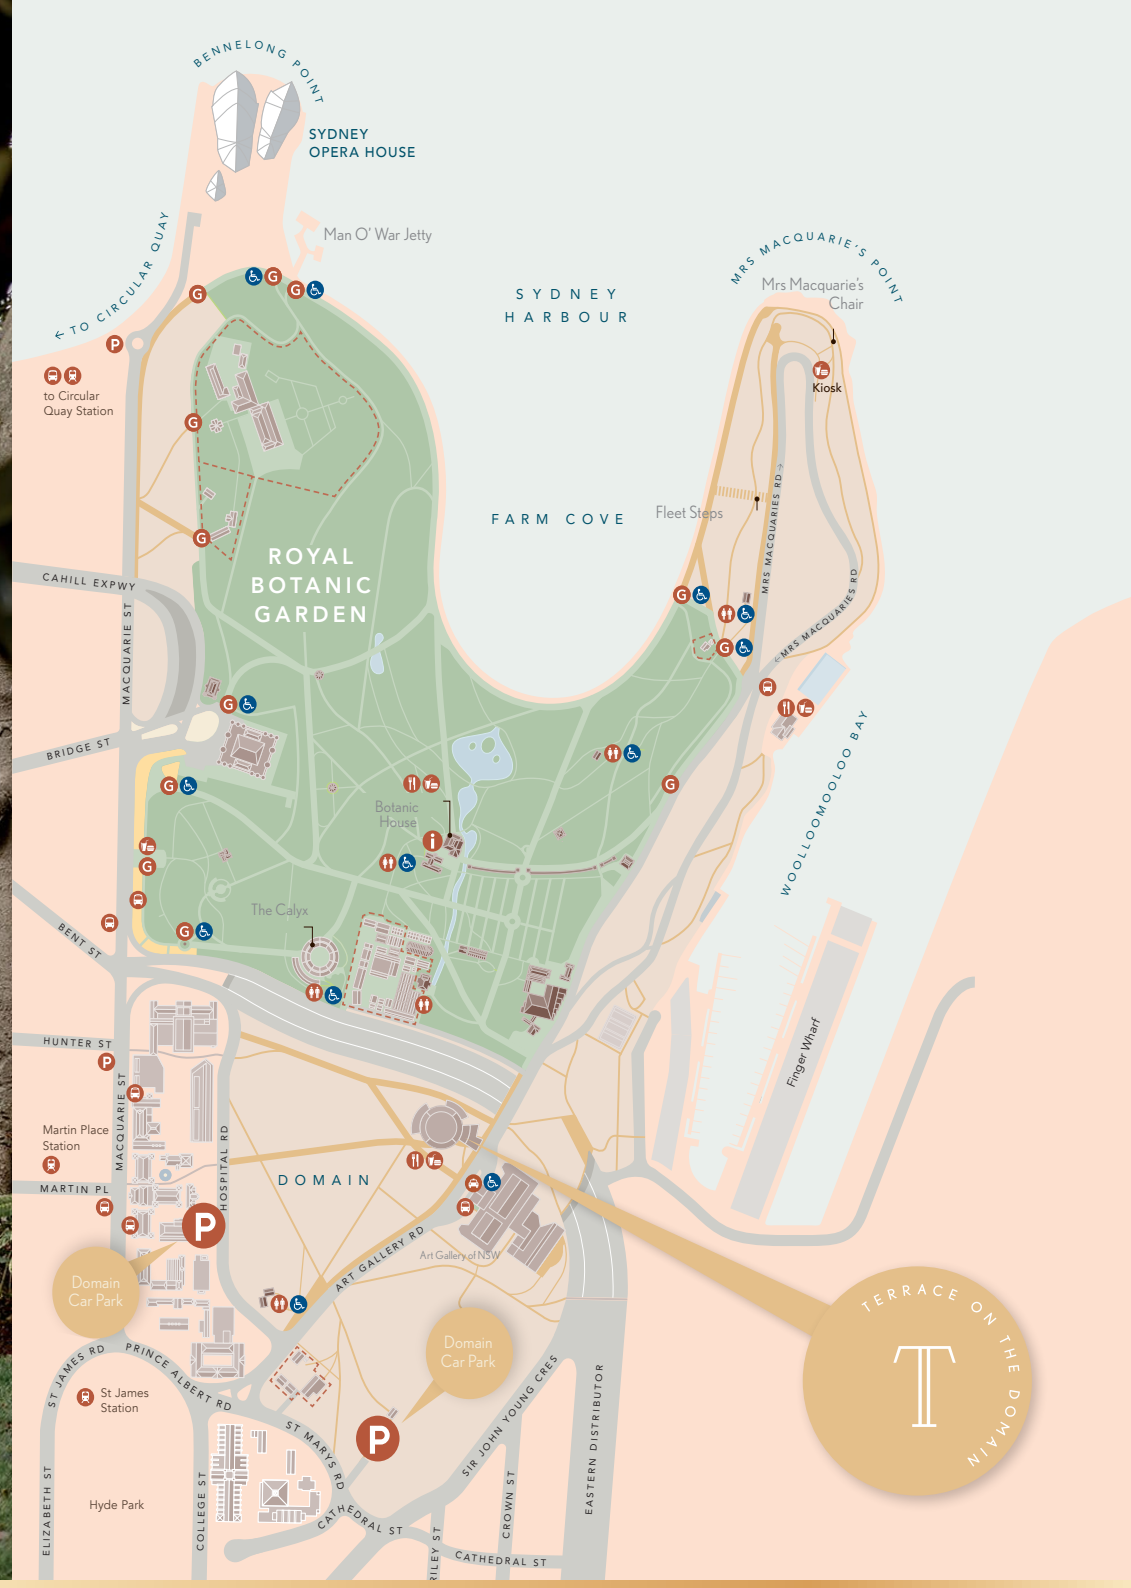 BENNELONG POINT
SYDNEY
OPERA HOUSE
Man O' War Jetty
← TO CIRCULAR QUAY
MRS MACQUARIE'S POINT
Mrs Macquarie's
Chair
SYDNEY
HARBOUR
G
G
G
P
to Circular
Quay Station
Kiosk
G
MRS MACQUARIES RD →
Fleet Steps
FARM COVE
G
ROYAL
BOTANIC
GARDEN
CAHILL EXPWY
MACQUARIE ST
G
← MRS MACQUARIES RD
G
G
BRIDGE ST
G
G
WOOLLOOMOOLOO BAY
Botanic
House
i
G
The Calyx
G
BENT ST
Finger Wharf
HUNTER ST
P
MACQUARIE ST
Martin Place
Station
HOSPITAL RD
MARTIN PL
DOMAIN
P
Art Gallery of NSW
ART GALLERY RD
Domain
Car Park
Domain
Car Park
TERRACE ON THE DOMAIN
T
ST JAMES RD
PRINCE ALBERT RD
St James
Station
P
ST MARYS RD
SIR JOHN YOUNG CRES
EASTERN DISTRIBUTOR
Hyde Park
ELIZABETH ST
COLLEGE ST
CATHEDRAL ST
CROWN ST
RILEY ST
CATHEDRAL ST